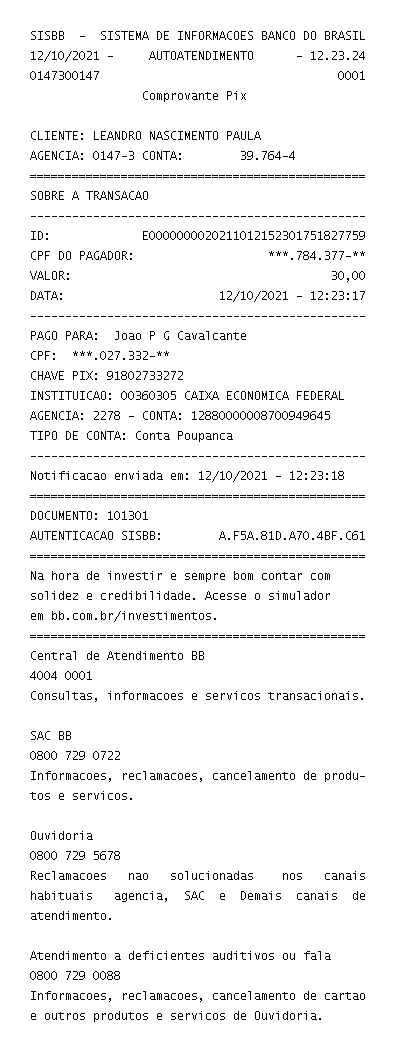 SISBB - SISTEMA DE INFORMACOES BANCO DO BRASIL
12/10/2021 - AUTOATENDIMENTO - 12.23.24
0147300147 0001
Comprovante Pix
CLIENTE: LEANDRO NASCIMENTO PAULA
AGENCIA: 0147-3 CONTA: 39.764-4
================================================
SOBRE A TRANSACAO
------------------------------------------------
ID: E0000000020211012152301751827759
CPF DO PAGADOR: ***.784.377-**
VALOR: 30,00
DATA: 12/10/2021 - 12:23:17
------------------------------------------------
PAGO PARA: Joao P G Cavalcante
CPF: ***.027.332-**
CHAVE PIX: 91802733272
INSTITUICAO: 00360305 CAIXA ECONOMICA FEDERAL
AGENCIA: 2278 - CONTA: 12880000008700949645
TIPO DE CONTA: Conta Poupanca
------------------------------------------------
Notificacao enviada em: 12/10/2021 - 12:23:18
================================================
DOCUMENTO: 101301
AUTENTICACAO SISBB: A.F5A.81D.A70.4BF.C61
================================================
Na hora de investir e sempre bom contar com
solidez e credibilidade. Acesse o simulador
em bb.com.br/investimentos.
================================================
Central de Atendimento BB
4004 0001
Consultas, informacoes e servicos transacionais.
SAC BB
0800 729 0722
Informacoes, reclamacoes, cancelamento de produ-
tos e servicos.
Ouvidoria
0800 729 5678
Reclamacoes nao solucionadas nos canais
habituais agencia, SAC e Demais canais de
atendimento.
Atendimento a deficientes auditivos ou fala
0800 729 0088
Informacoes, reclamacoes, cancelamento de cartao
e outros produtos e servicos de Ouvidoria.